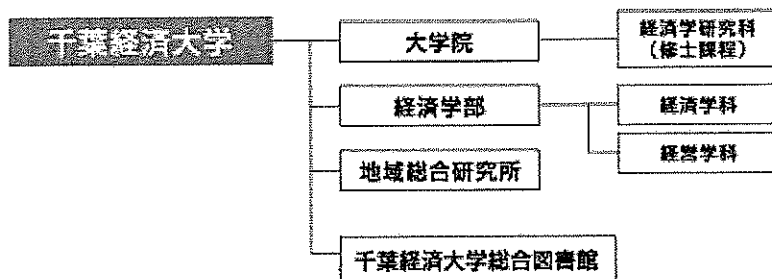 千葉経済大学
大学院
経済学研究科
(修士課程)
経済学部
経済学科
経営学科
地域総合研究所
千葉経済大学総合図書館